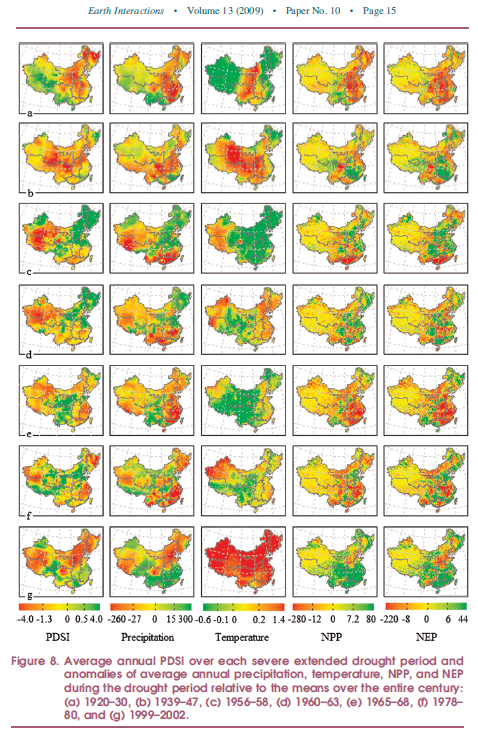 Earth Interactions • Volume 13 (2009) • Paper No. 10 • Page 15
a
b
c
d
e
f
g
-4.0 -1.3 0 0.5 4.0 -260 -27 0 15 300 -0.6 -0.1 0 0.2 1.4 -280 -12 0 7.2 80 -220 -8 0 6 44
PDSI Precipitation Temperature NPP NEP
Figure 8. Average annual PDSI over each severe extended drought period and
anomalies of average annual precipitation, temperature, NPP, and NEP
during the drought period relative to the means over the entire century:
(a) 1920–30, (b) 1939–47, (c) 1956–58, (d) 1960–63, (e) 1965–68, (f) 1978–
80, and (g) 1999–2002.